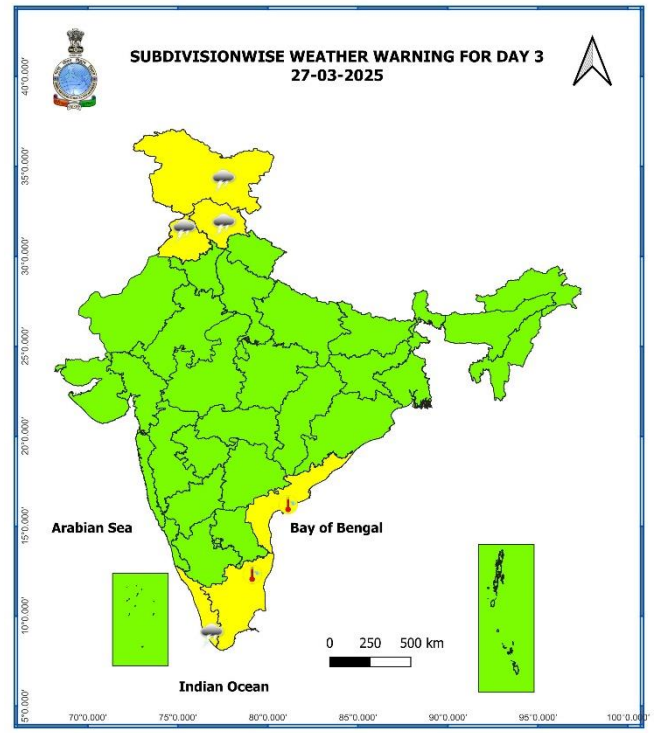 SUBDIVISIONWISE WEATHER WARNING FOR DAY 3
27-03-2025
40°0.000'
35°0.000'
30°0.000'
25°0.000'
20°0.000'
15°0.000'
10°0.000'
5°0.000'
Arabian Sea
Bay of Bengal
0 250 500 km
Indian Ocean
70°0.000' 75°0.000' 80°0.000' 85°0.000' 90°0.000' 95°0.000' 100°0.000'